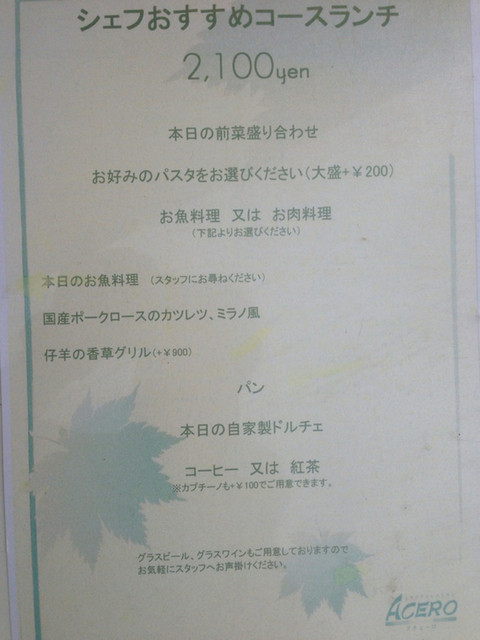 シェフおすすめコースランチ
2,100yen
本日の前菜盛り合わせ
お好みのパスタをお選びください(大盛+￥200)
お魚料理 又は お肉料理
(下記よりお選びください)
本日のお魚料理 (スタッフにお尋ねください)
国産ポークロースのカツレツ、ミラノ風
仔羊の香草グリル(+￥900)
パン
本日の自家製ドルチェ
コーヒー 又は 紅茶
※カプチーノも+￥100でご用意できます。
グラスビール、グラスワインもご用意しておりますので
お気軽にスタッフへお声掛けください。
ACERO